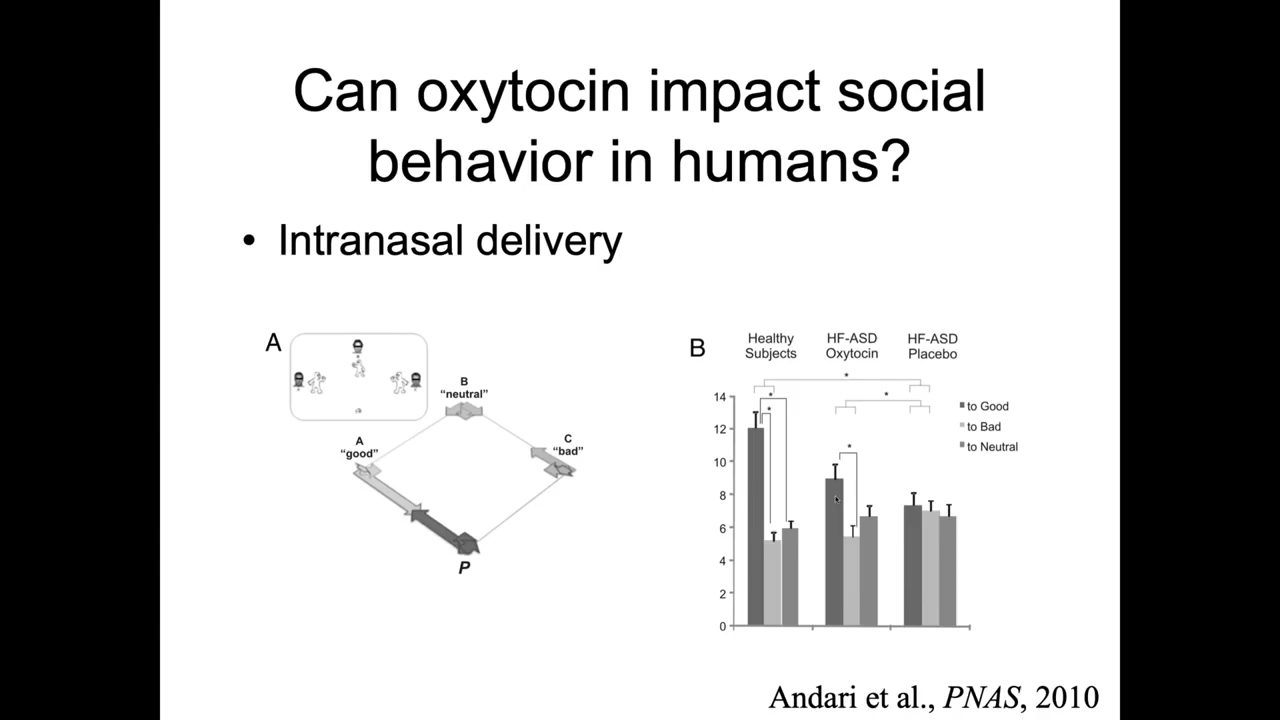 Can oxytocin impact social
behavior in humans?
• Intranasal delivery
A
B
"neutral"
A
"good"
C
"bad"
P
B
Healthy
Subjects
HF-ASD
Oxytocin
HF-ASD
Placebo
*
*
*
*
*
14
12
10
8
6
4
2
0
to Good
to Bad
to Neutral
Andari et al., PNAS, 2010